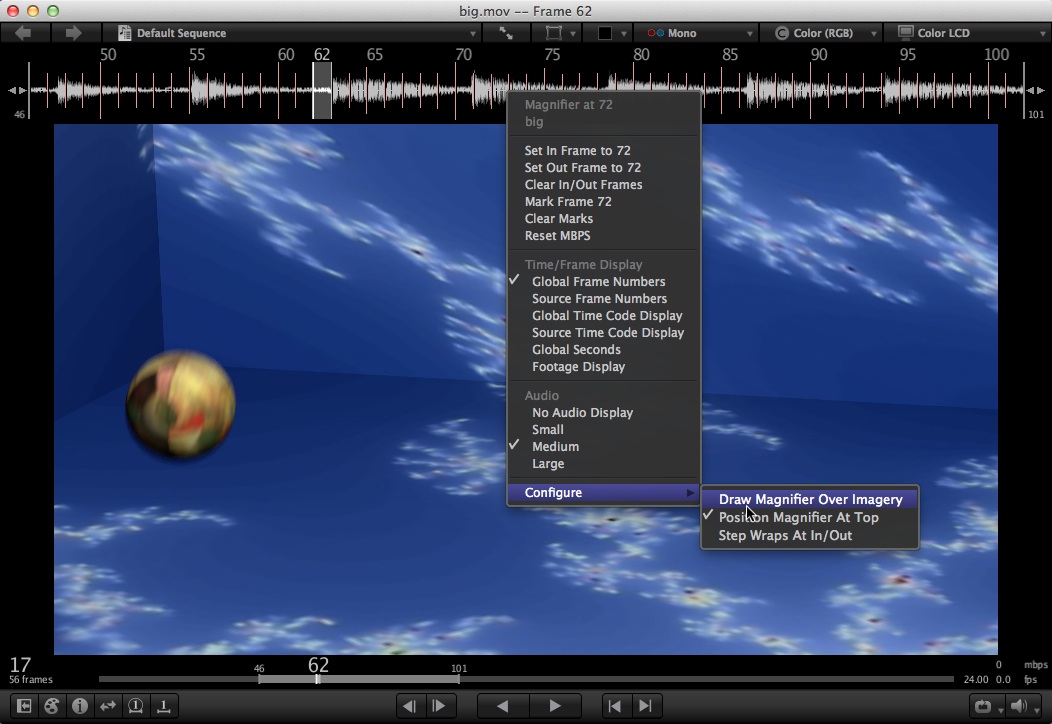 big.mov -- Frame 62
Default Sequence
Mono
Color (RGB)
Color LCD
50 55 60 62 65 70 75 80 85 90 95 100
46
101
Magnifier at 72
big
Set In Frame to 72
Set Out Frame to 72
Clear In/Out Frames
Mark Frame 72
Clear Marks
Reset MBPS
Time/Frame Display
Global Frame Numbers
Source Frame Numbers
Global Time Code Display
Source Time Code Display
Global Seconds
Footage Display
Audio
No Audio Display
Small
Medium
Large
Configure
Draw Magnifier Over Imagery
Position Magnifier At Top
Step Wraps At In/Out
17
56 frames
46 62 101
0 mbps
24.00 0.0 fps